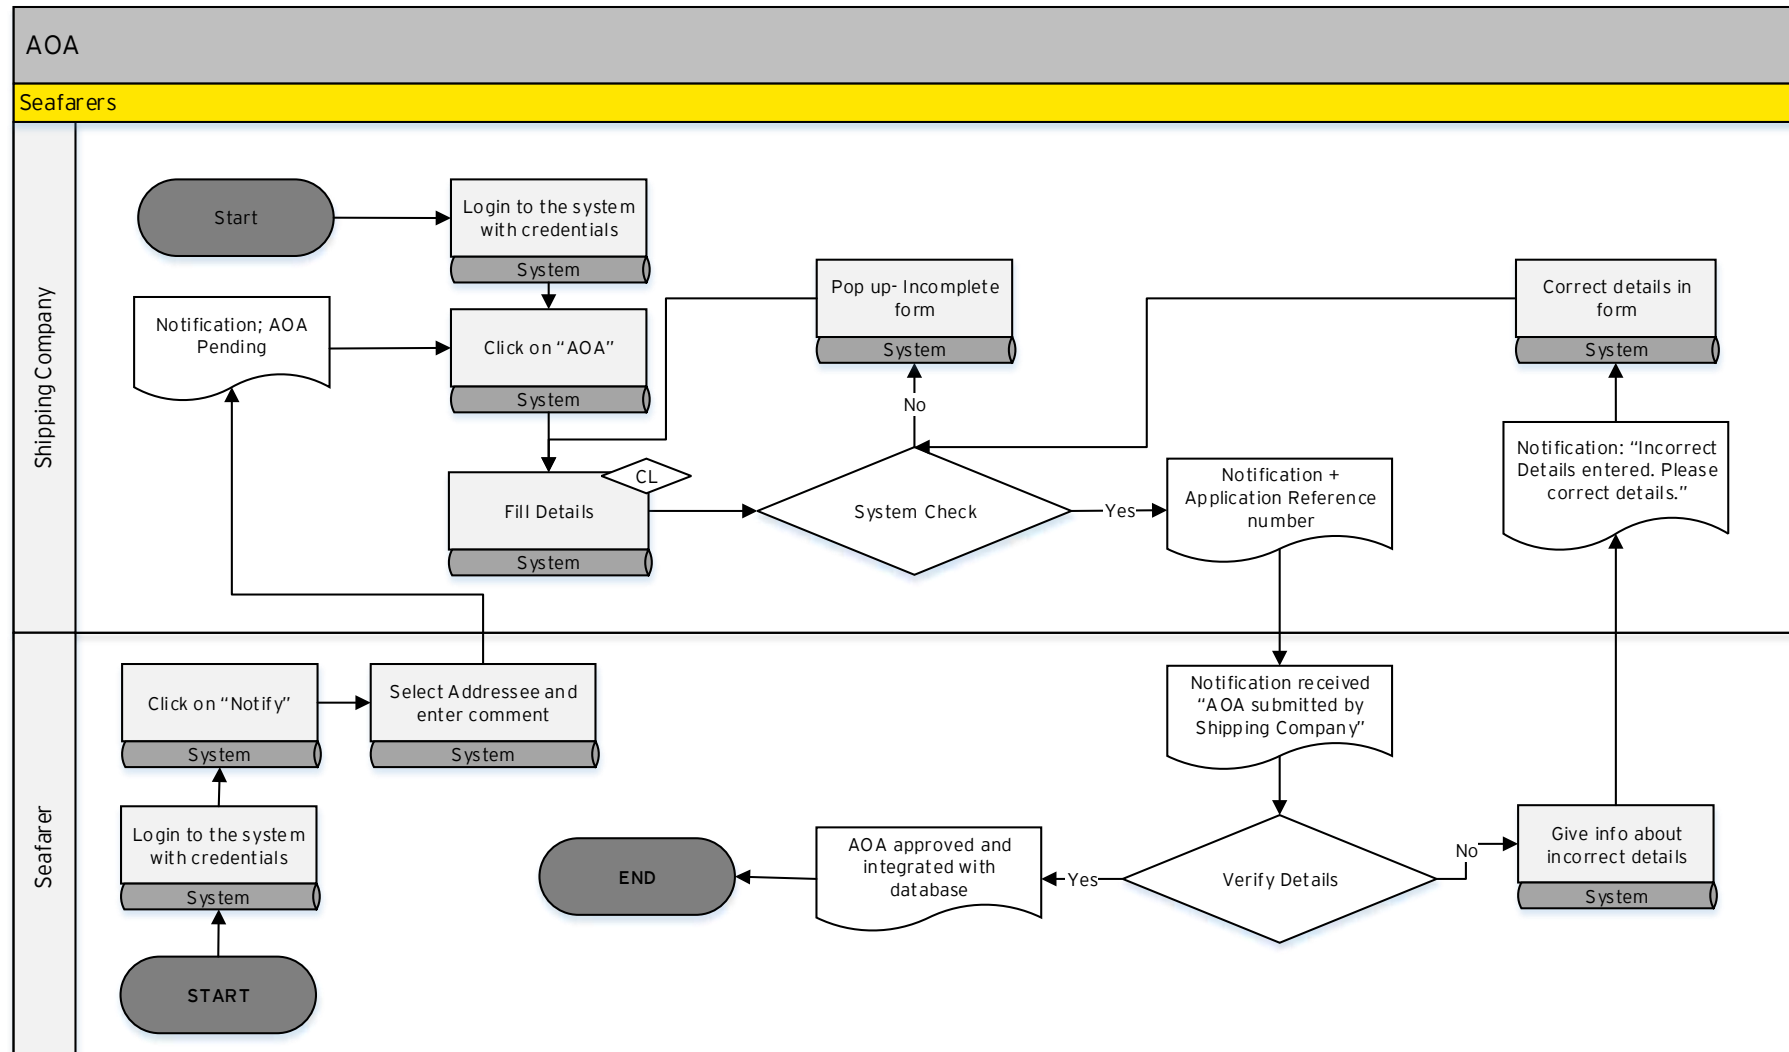 AOA
Seafarers
Shipping Company
Start
Login to the system
with credentials
System
Notification; AOA
Pending
Click on “AOA”
System
Pop up- Incomplete
form
System
Correct details in
form
System
No
CL
Fill Details
System
System Check
Yes
Notification +
Application Reference
number
Notification: “Incorrect
Details entered. Please
correct details.”
Seafarer
Click on “Notify”
System
Select Addressee and
enter comment
System
Login to the system
with credentials
System
START
Notification received
“AOA submitted by
Shipping Company”
Verify Details
Yes
AOA approved and
integrated with
database
END
No
Give info about
incorrect details
System